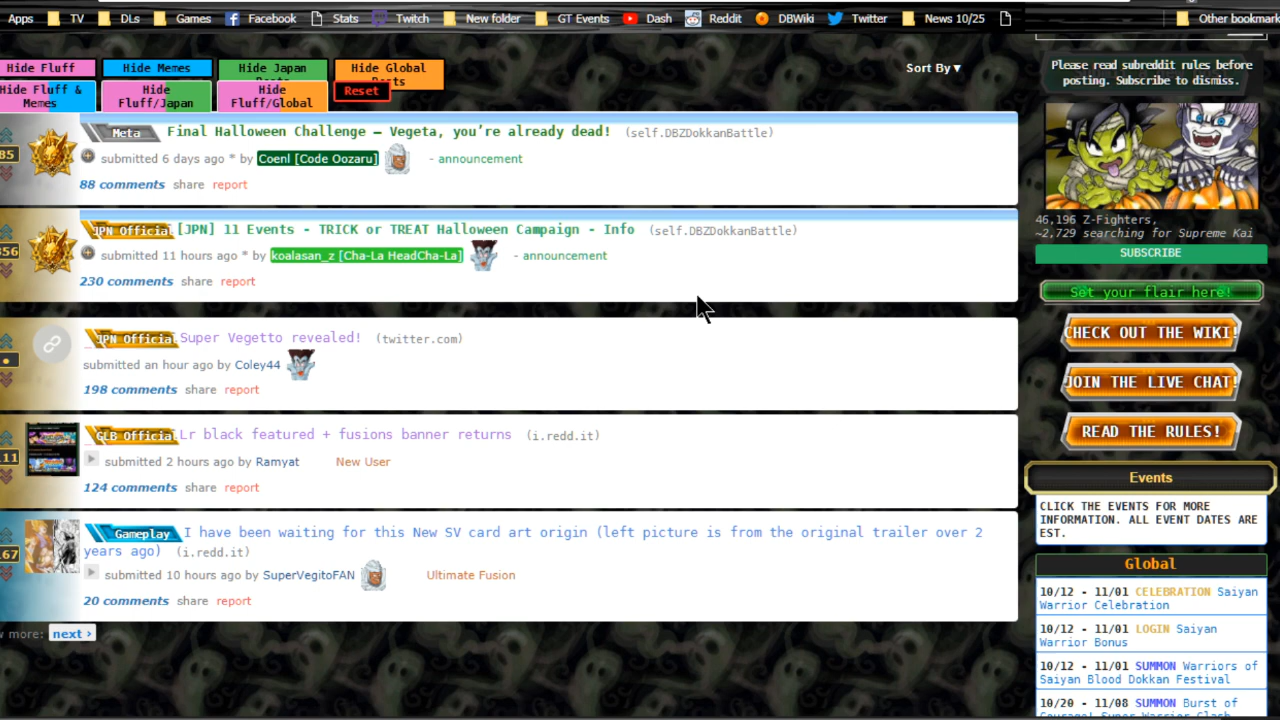 Apps TV DLs Games Facebook Stats Twitch New folder GT Events Dash Reddit DBWiki Twitter News 10/25 Other bookmark
Hide Fluff Hide Memes Hide Japan Posts Hide Global Posts
Hide Fluff & Memes Hide Fluff/Japan Hide Fluff/Global Reset
Sort By▼
Meta Final Halloween Challenge – Vegeta, you're already dead! (self.DBZDokkanBattle)
85
submitted 6 days ago * by Coenl [Code Oozaru] - announcement
88 comments share report
JPN Official [JPN] 11 Events - TRICK or TREAT Halloween Campaign - Info (self.DBZDokkanBattle)
356
submitted 11 hours ago * by koalasan_z [Cha-La HeadCha-La] - announcement
230 comments share report
JPN Official Super Vegetto revealed! (twitter.com)
•
submitted an hour ago by Coley44
198 comments share report
GLB Official Lr black featured + fusions banner returns (i.redd.it)
11
submitted 2 hours ago by Ramyat New User
124 comments share report
Gameplay I have been waiting for this New SV card art origin (left picture is from the original trailer over 2
years ago) (i.redd.it)
67
submitted 10 hours ago by SuperVegitoFAN Ultimate Fusion
20 comments share report
w more: next ›
Please read subreddit rules before
posting. Subscribe to dismiss.
46,196 Z-Fighters,
~2,729 searching for Supreme Kai
SUBSCRIBE
Set your flair here!
CHECK OUT THE WIKI!
JOIN THE LIVE CHAT!
READ THE RULES!
Events
CLICK THE EVENTS FOR MORE
INFORMATION. ALL EVENT DATES ARE
EST.
Global
10/12 - 11/01 CELEBRATION Saiyan
Warrior Celebration
10/12 - 11/01 LOGIN Saiyan
Warrior Bonus
10/12 - 11/01 SUMMON Warriors of
Saiyan Blood Dokkan Festival
10/20 - 11/08 SUMMON Burst of
Courage! Super Warrior Clash